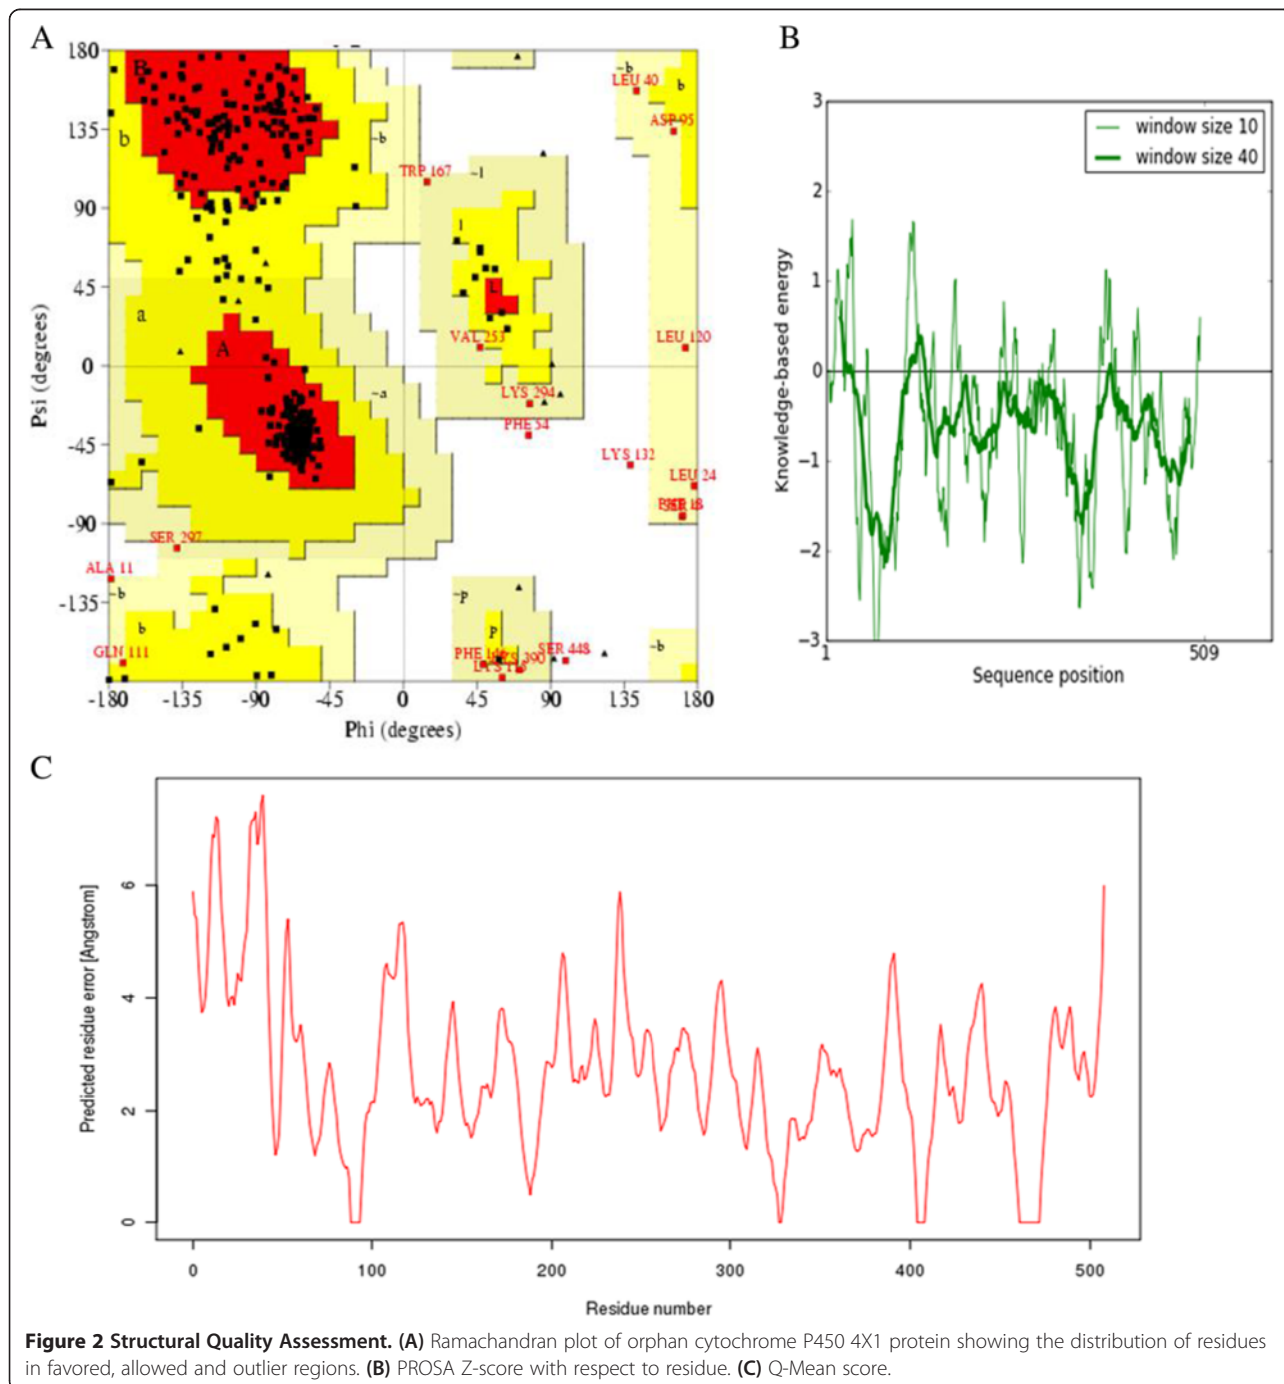 A
B
180
135
90
45
0
-45
-90
-135
-180
Psi (degrees)
B
b
~b
a
A
~a
~l
l
L
~b
b
~b
b
~p
p
~b
LEU 40
ASP 95
TRP 167
VAL 253
LEU 120
LYS 294
PHE 54
LYS 132
LEU 24
SER 297
ALA 11
GLN 111
SER 448
-180 -135 -90 -45 0 45 90 135 180
Phi (degrees)
3
2
1
0
−1
−2
−3
Knowledge-based energy
window size 10
window size 40
1 509
Sequence position
C
6
4
2
0
Predicted residue error [Angstrom]
0 100 200 300 400 500
Residue number
Figure 2 Structural Quality Assessment. (A) Ramachandran plot of orphan cytochrome P450 4X1 protein showing the distribution of residues
in favored, allowed and outlier regions. (B) PROSA Z-score with respect to residue. (C) Q-Mean score.